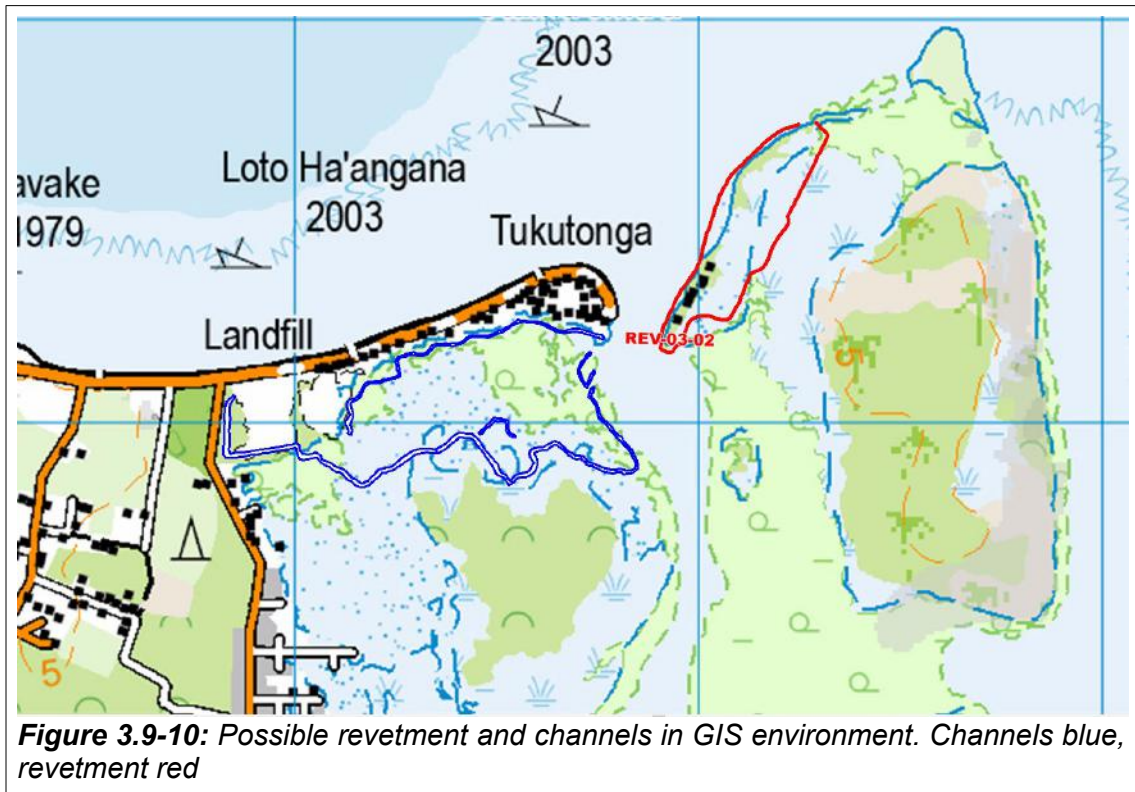 2003
Loto Ha'angana
2003
avake
1979
Tukutonga
Landfill
REV-03-02
5
5
Figure 3.9-10: Possible revetment and channels in GIS environment. Channels blue,
revetment red